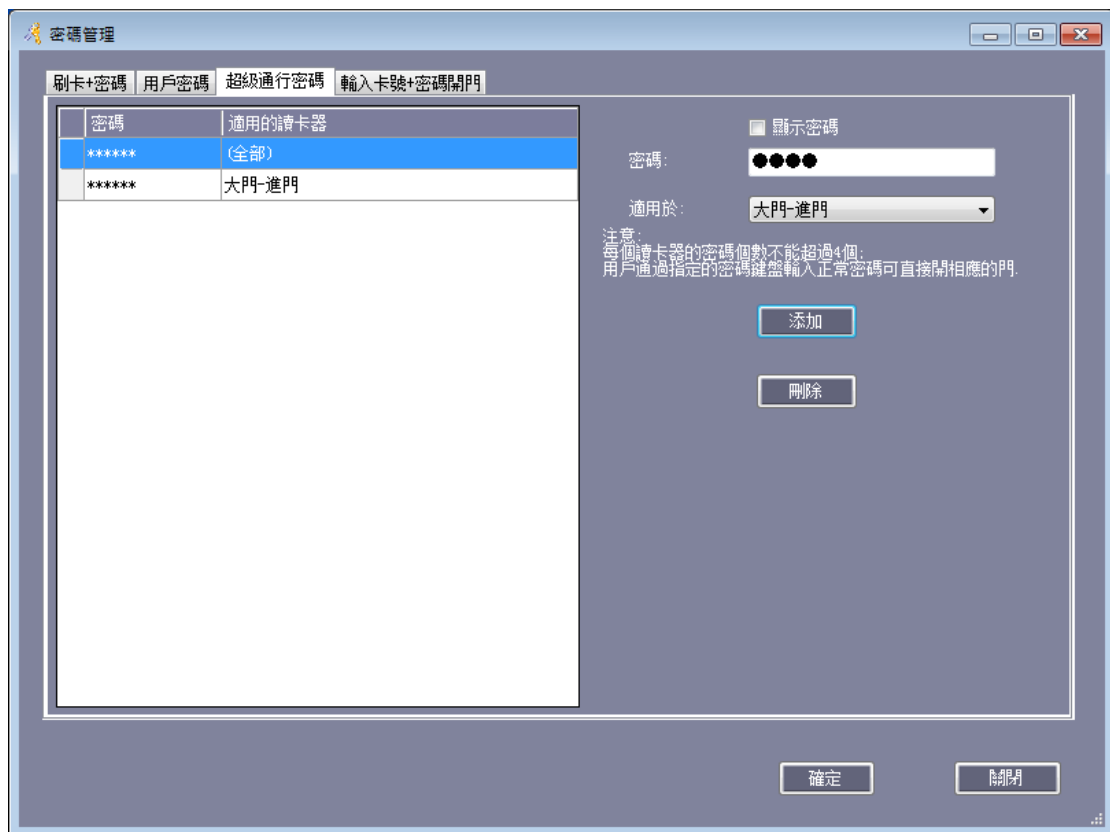 密碼管理
刷卡+密碼 用戶密碼 超級通行密碼 輸入卡號+密碼開門
密碼 適用的讀卡器
****** (全部)
****** 大門-進門
顯示密碼
密碼: ●●●●
適用於: 大門-進門
注意:
每個讀卡器的密碼個數不能超過4個;
用戶通過指定的密碼鍵盤輸入正常密碼可直接開相應的門.
添加
刪除
確定 關閉